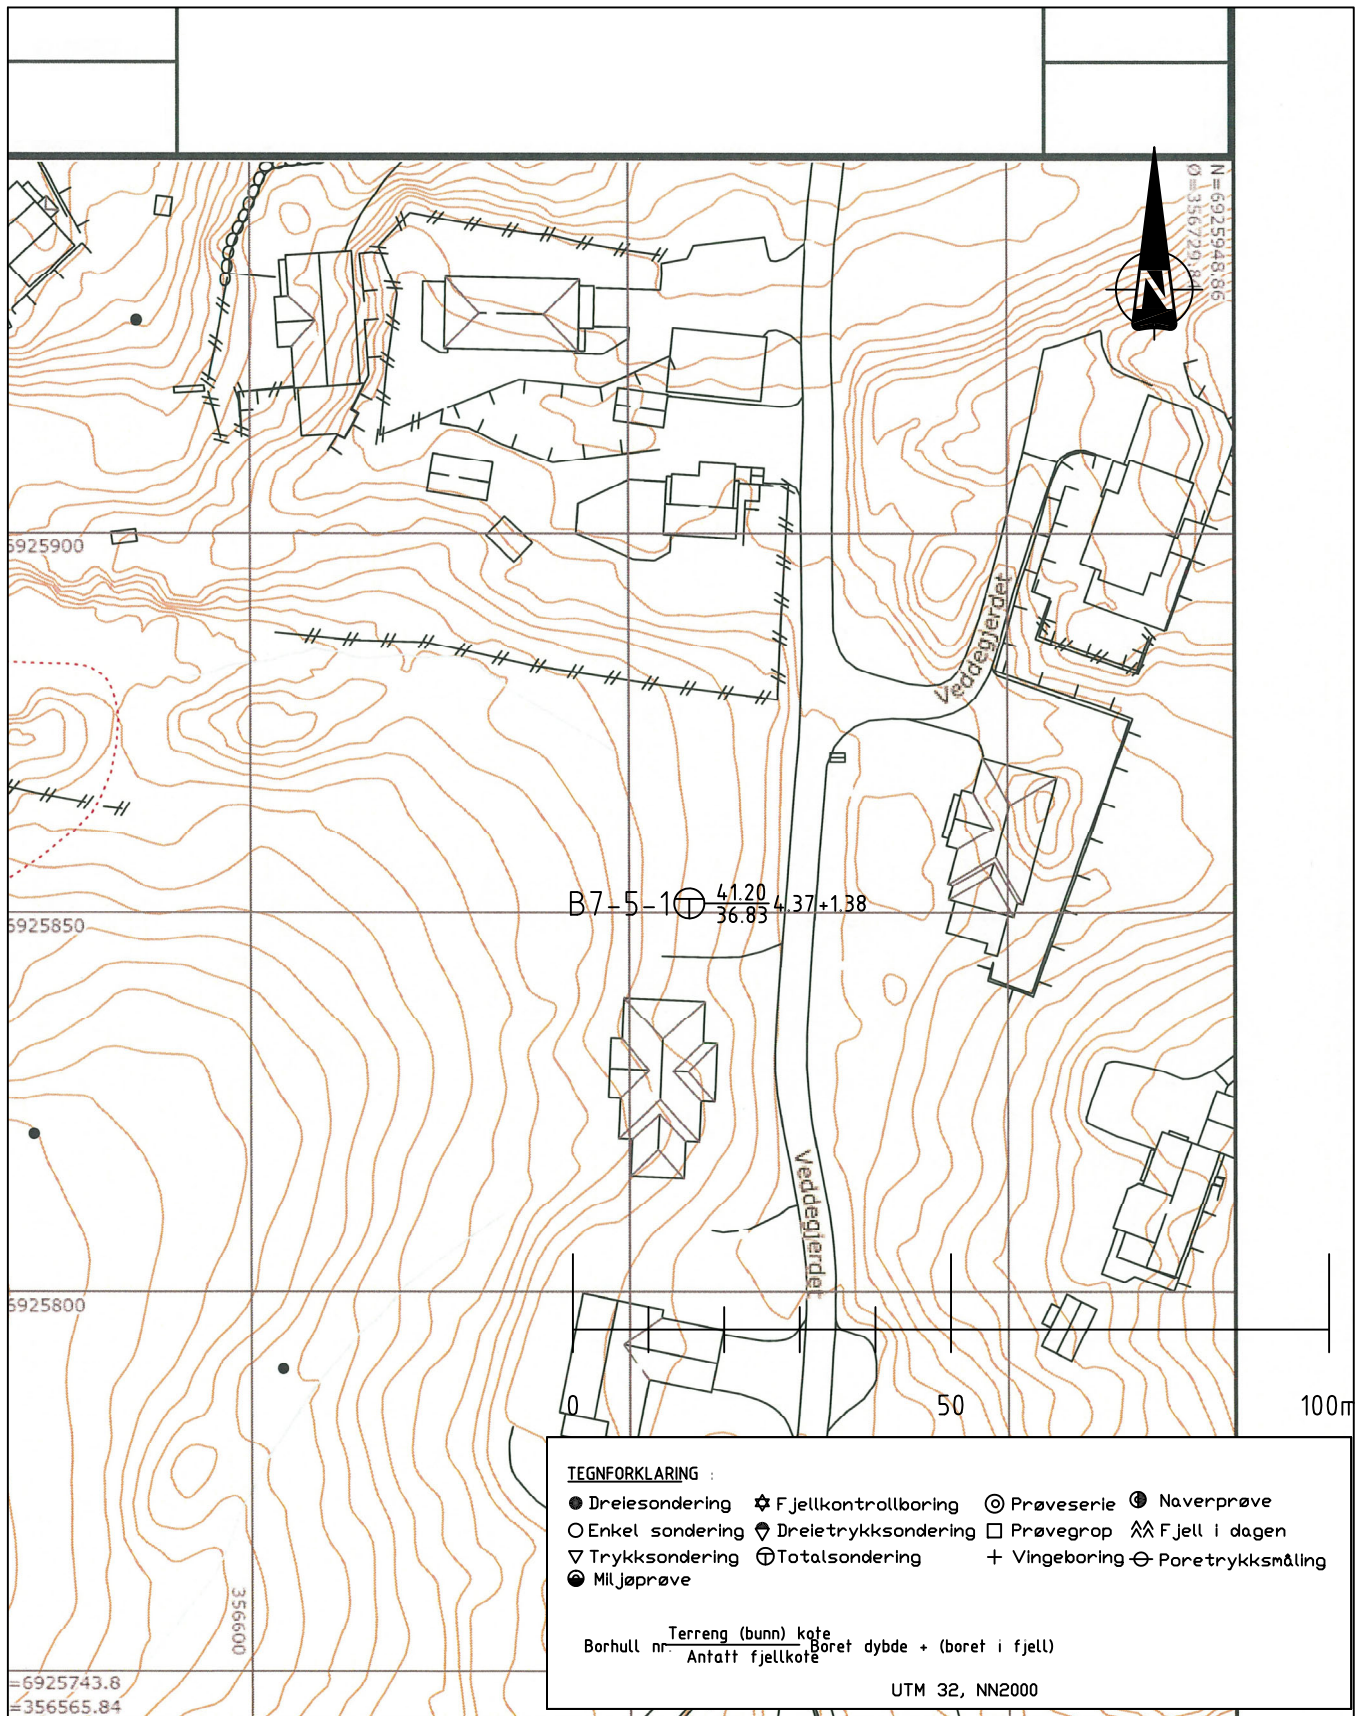 N=6925948.86
N
6925900
Veddegjerdet
B7-5-1 41.20 4.37+1.38
36.83
6925850
Veddegjerdet
6925800
0 50 100m
TEGNFORKLARING :
Dreiesondering Fjellkontrollboring Prøveserie Naverprøve
Enkel sondering Dreietrykksondering Prøvegrop Fjell i dagen
Trykksondering Totalsondering Vingeboring Poretrykksmåling
Miljøprøve
356600
Terreng (bunn) kote
Borhull nr. Boret dybde + (boret i fjell)
Antatt fjellkote
=6925743.8
=356565.84
UTM 32, NN2000